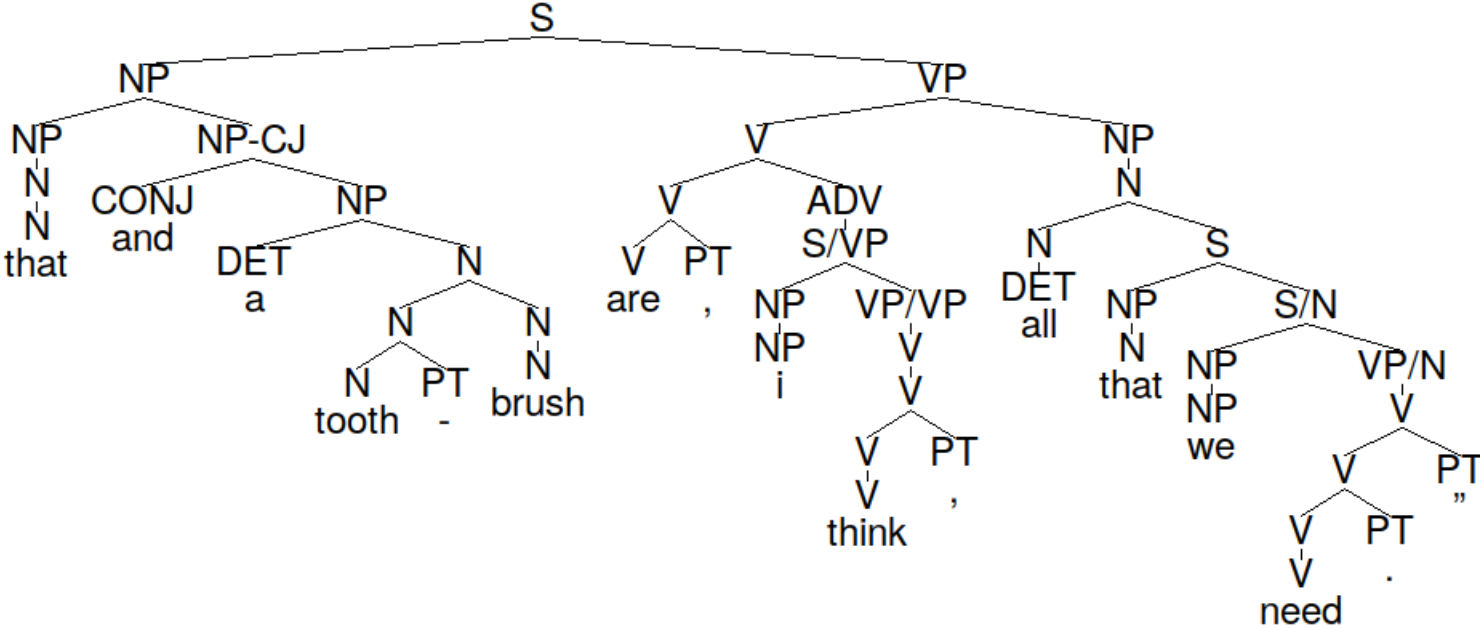 S
NP VP
NP NP-CJ V NP
N CONJ NP V ADV N
N and DET N V PT S/VP N S
that a N N are , NP VP/VP DET NP S/N
N PT N NP V all N NP VP/N
tooth - brush i V that NP V
V PT we V PT
V , V PT ”
think V .
need